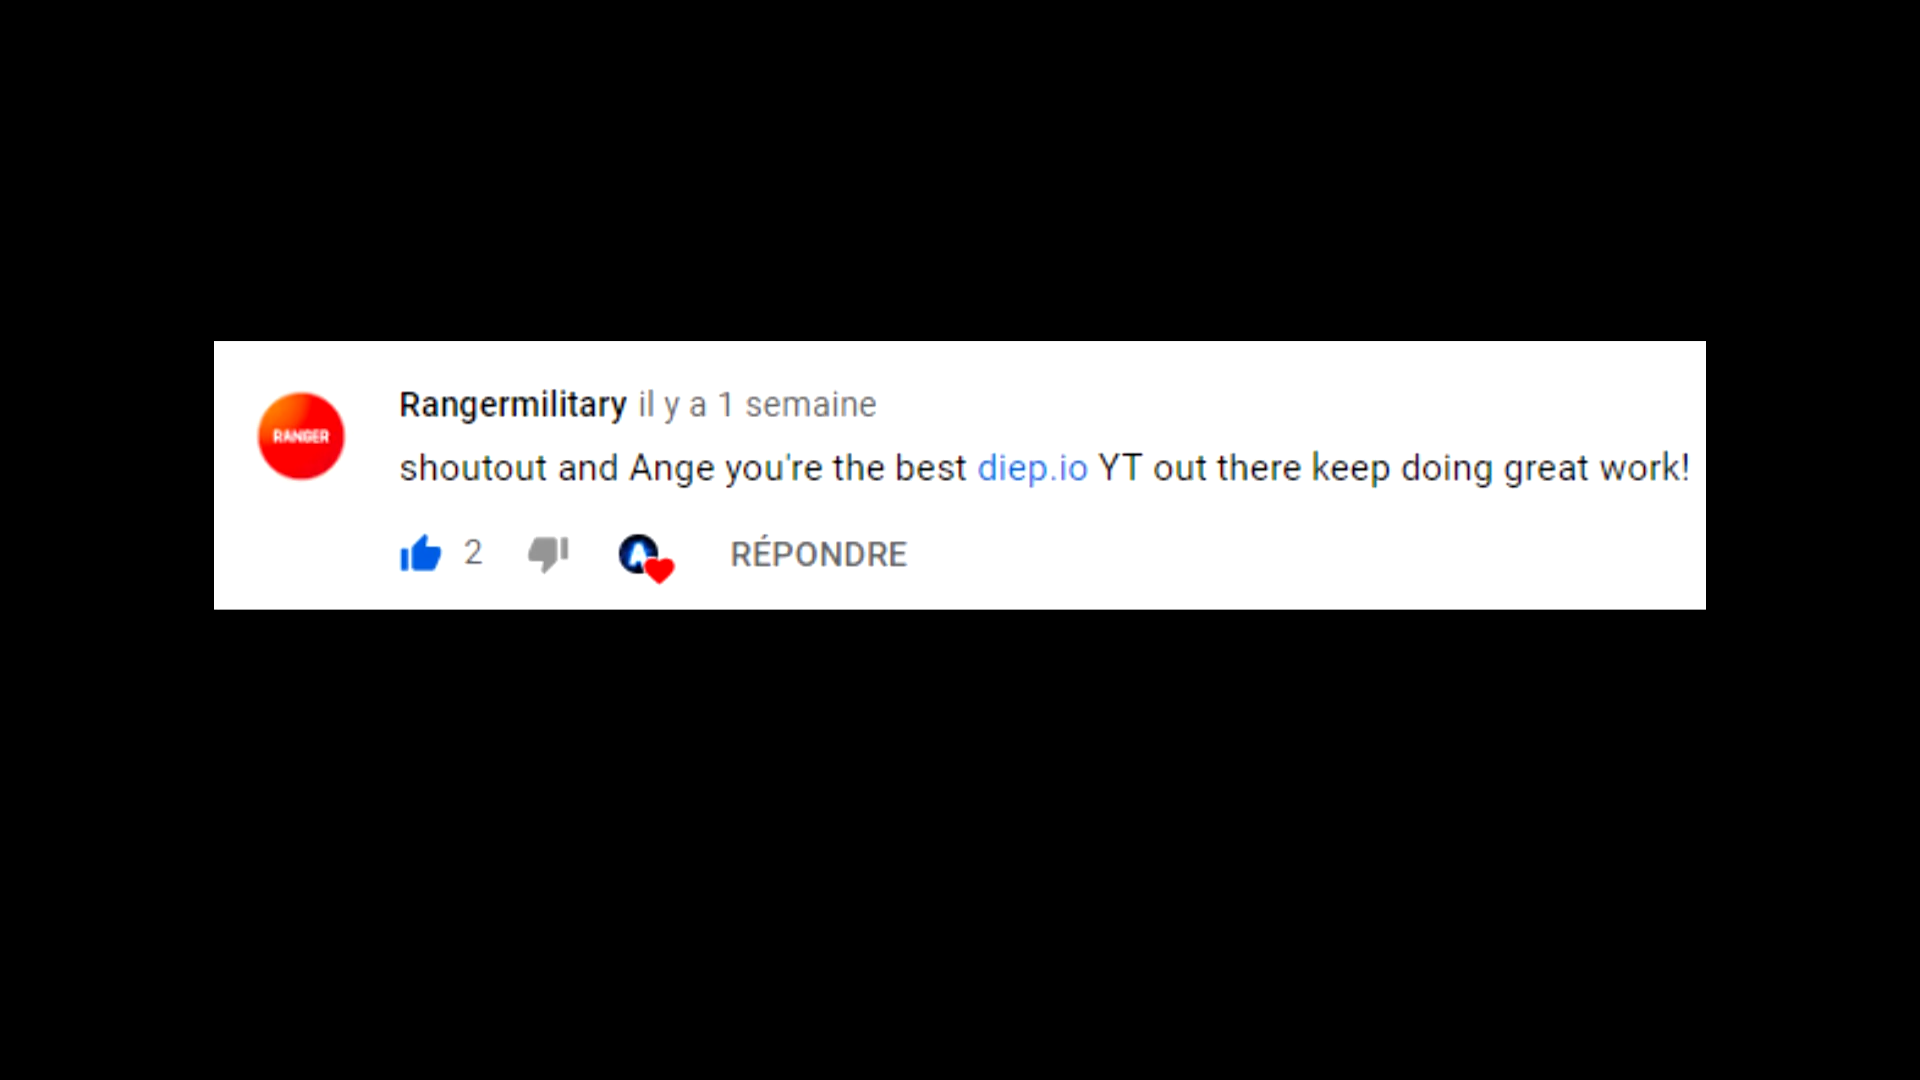 RANGER
Rangermilitary il y a 1 semaine
shoutout and Ange you're the best diep.io YT out there keep doing great work!
2
A
RÉPONDRE